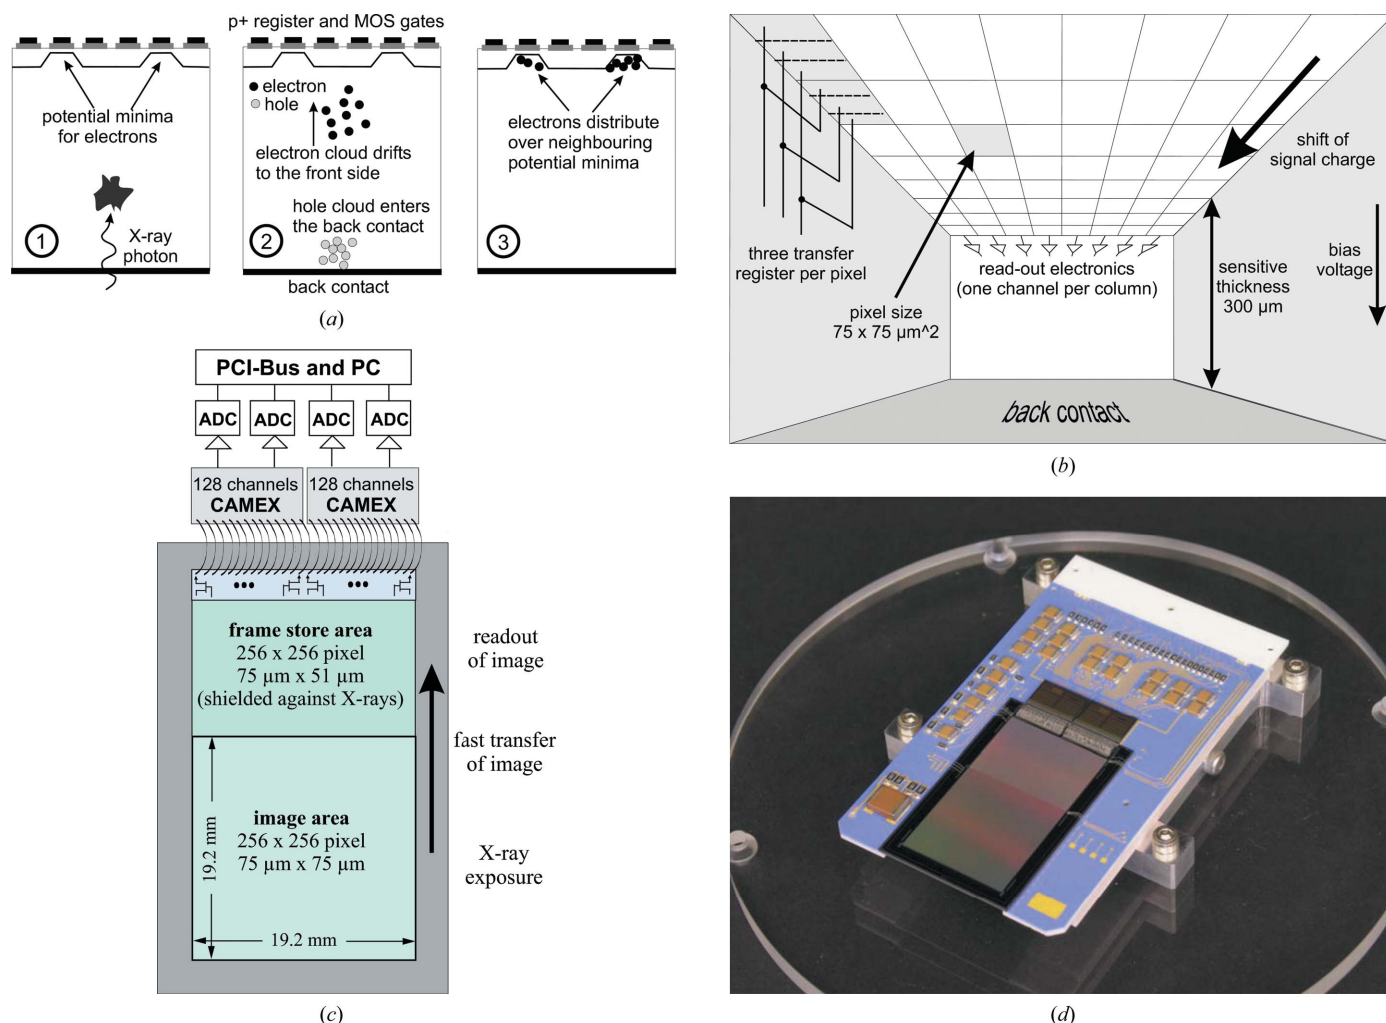 p+ register and MOS gates
potential minima
for electrons
X-ray
photon
1
electron
hole
electron cloud drifts
to the front side
hole cloud enters
the back contact
2
back contact
electrons distribute
over neighbouring
potential minima
3
(a)
three transfer
register per pixel
pixel size
75 x 75 µm^2
read-out electronics
(one channel per column)
shift of
signal charge
sensitive
thickness
300 µm
bias
voltage
back contact
(b)
PCI-Bus and PC
ADC ADC ADC ADC
128 channels
CAMEX
128 channels
CAMEX
frame store area
256 x 256 pixel
75 µm x 51 µm
(shielded against X-rays)
image area
256 x 256 pixel
75 µm x 75 µm
19.2 mm
19.2 mm
readout
of image
fast transfer
of image
X-ray
exposure
(c)
(d)